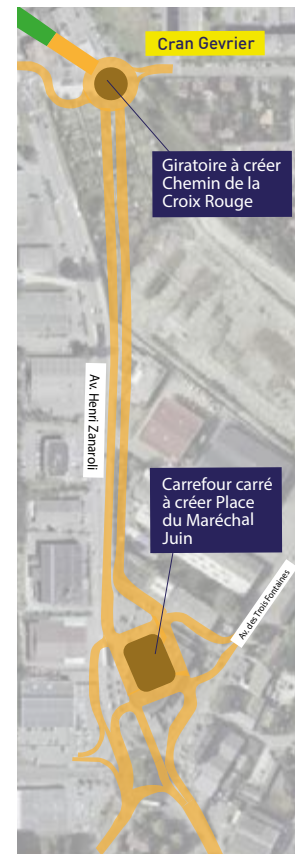 Cran Gevrier
Giratoire à créer
Chemin de la
Croix Rouge
Av. Henri Zanaroli
Carrefour carré
à créer Place
du Maréchal
Juin
Av. des Trois Fontaines